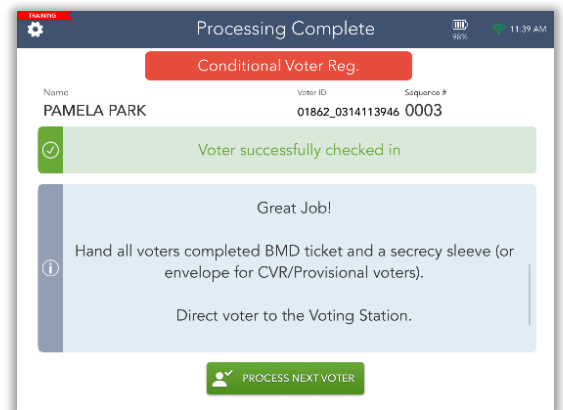 TRAINING
Processing Complete
98%
11:39 AM
Conditional Voter Reg.
Name
Voter ID
Sequence #
PAMELA PARK
01862_0314113946
0003
Voter successfully checked in
Great Job!
Hand all voters completed BMD ticket and a secrecy sleeve (or
envelope for CVR/Provisional voters).
Direct voter to the Voting Station.
PROCESS NEXT VOTER